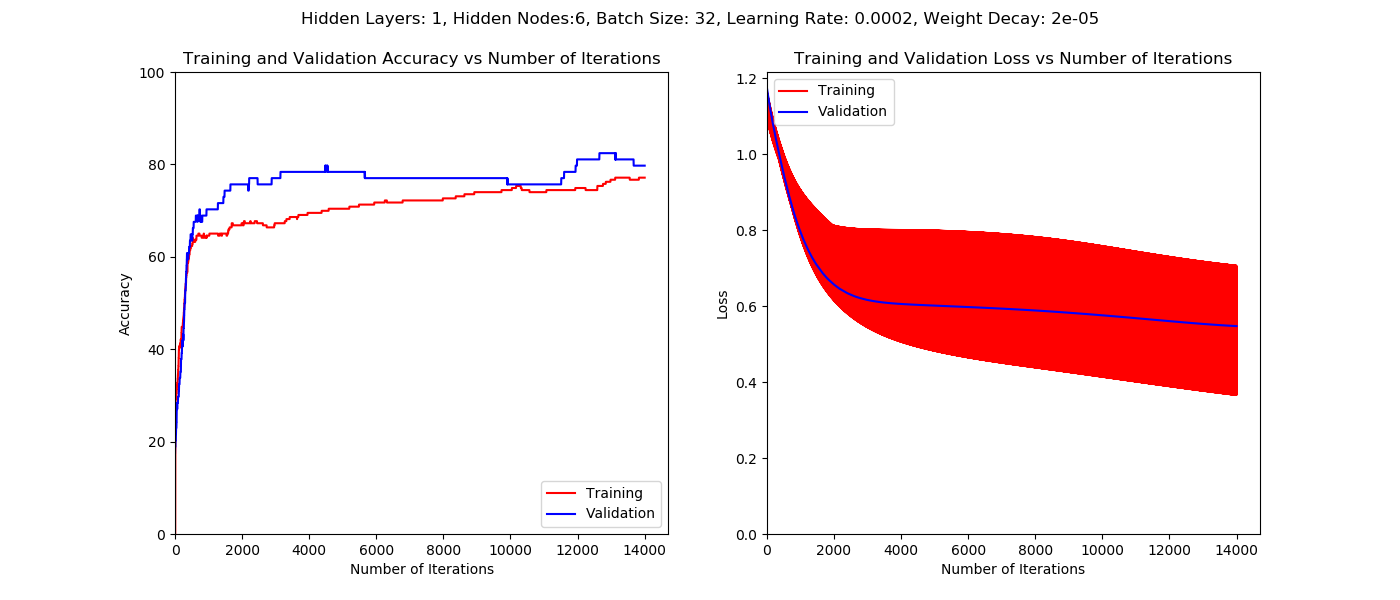 Hidden Layers: 1, Hidden Nodes:6, Batch Size: 32, Learning Rate: 0.0002, Weight Decay: 2e-05
Training and Validation Accuracy vs Number of Iterations
100
80
60
40
20
0
Accuracy
0 2000 4000 6000 8000 10000 12000 14000
Number of Iterations
Training
Validation
Training and Validation Loss vs Number of Iterations
Training
Validation
1.2
1.0
0.8
0.6
0.4
0.2
0.0
Loss
0 2000 4000 6000 8000 10000 12000 14000
Number of Iterations